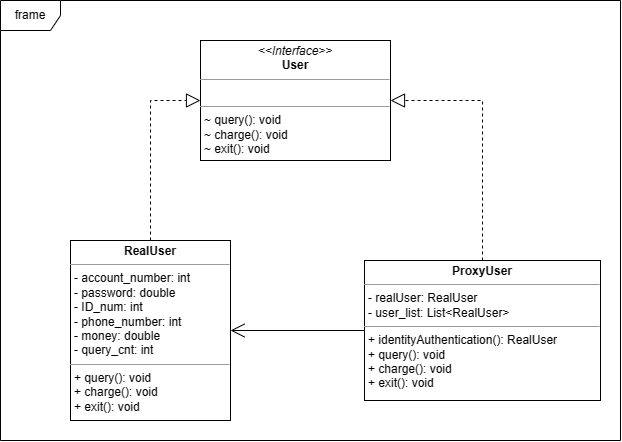 frame
<<Interface>>
User
~ query(): void
~ charge(): void
~ exit(): void
RealUser
- account_number: int
- password: double
- ID_num: int
- phone_number: int
- money: double
- query_cnt: int
+ query(): void
+ charge(): void
+ exit(): void
ProxyUser
- realUser: RealUser
- user_list: List<RealUser>
+ identityAuthentication(): RealUser
+ query(): void
+ charge(): void
+ exit(): void